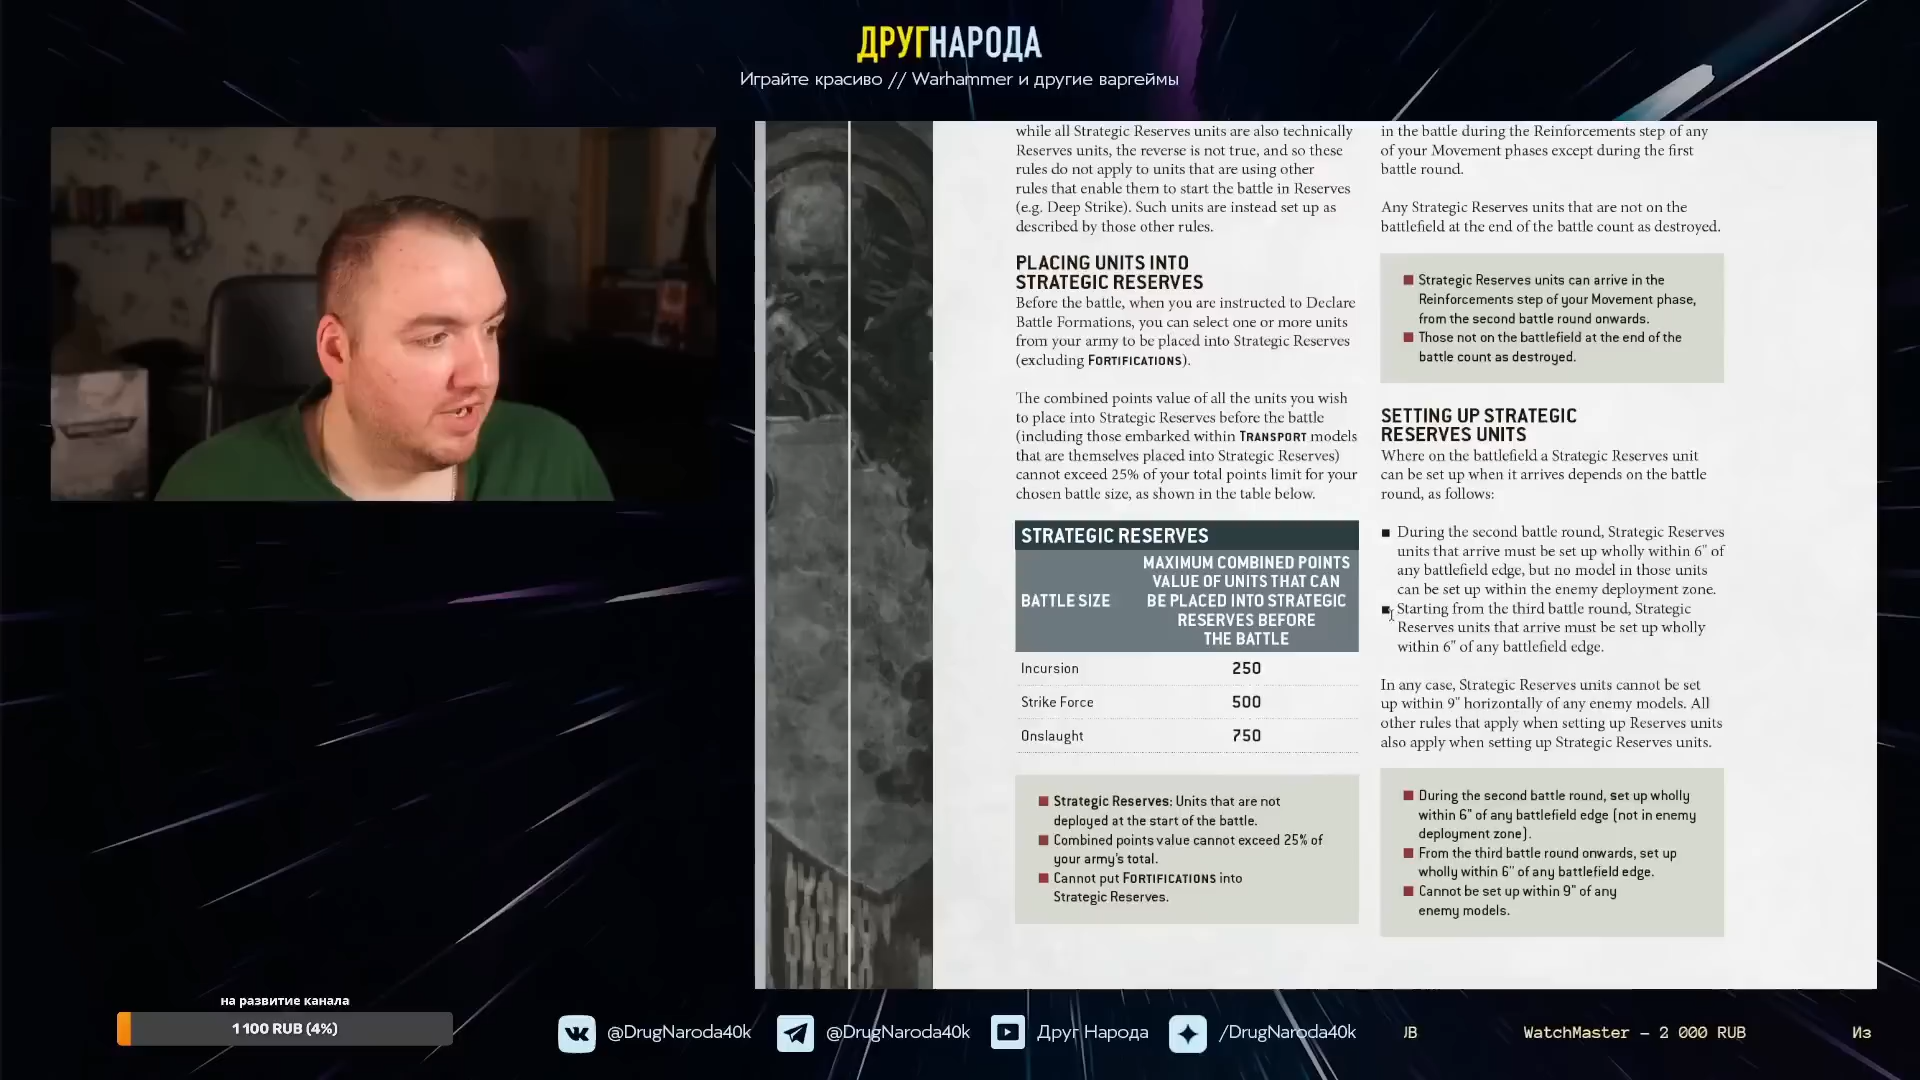 ДРУГНАРОДА
Играйте красиво // Warhammer и другие варгеймы
while all Strategic Reserves units are also technically
Reserves units, the reverse is not true, and so these
rules do not apply to units that are using other
rules that enable them to start the battle in Reserves
(e.g. Deep Strike). Such units are instead set up as
described by those other rules.
PLACING UNITS INTO
STRATEGIC RESERVES
Before the battle, when you are instructed to Declare
Battle Formations, you can select one or more units
from your army to be placed into Strategic Reserves
(excluding FORTIFICATIONS).
The combined points value of all the units you wish
to place into Strategic Reserves before the battle
(including those embarked within TRANSPORT models
that are themselves placed into Strategic Reserves)
cannot exceed 25% of your total points limit for your
chosen battle size, as shown in the table below.
STRATEGIC RESERVES
BATTLE SIZE
MAXIMUM COMBINED POINTS
VALUE OF UNITS THAT CAN
BE PLACED INTO STRATEGIC
RESERVES BEFORE
THE BATTLE
Incursion 250
Strike Force 500
Onslaught 750
■ Strategic Reserves: Units that are not
deployed at the start of the battle.
■ Combined points value cannot exceed 25% of
your army's total.
■ Cannot put FORTIFICATIONS into
Strategic Reserves.
in the battle during the Reinforcements step of any
of your Movement phases except during the first
battle round.
Any Strategic Reserves units that are not on the
battlefield at the end of the battle count as destroyed.
■ Strategic Reserves units can arrive in the
Reinforcements step of your Movement phase,
from the second battle round onwards.
■ Those not on the battlefield at the end of the
battle count as destroyed.
SETTING UP STRATEGIC
RESERVES UNITS
Where on the battlefield a Strategic Reserves unit
can be set up when it arrives depends on the battle
round, as follows:
■ During the second battle round, Strategic Reserves
units that arrive must be set up wholly within 6" of
any battlefield edge, but no model in those units
can be set up within the enemy deployment zone.
■ Starting from the third battle round, Strategic
Reserves units that arrive must be set up wholly
within 6" of any battlefield edge.
In any case, Strategic Reserves units cannot be set
up within 9" horizontally of any enemy models. All
other rules that apply when setting up Reserves units
also apply when setting up Strategic Reserves units.
■ During the second battle round, set up wholly
within 6" of any battlefield edge (not in enemy
deployment zone).
■ From the third battle round onwards, set up
wholly within 6" of any battlefield edge.
■ Cannot be set up within 9" of any
enemy models.
на развитие канала
1 100 RUB (4%)
@DrugNaroda40k @DrugNaroda40k Друг Народа /DrugNaroda40k
WatchMaster – 2 000 RUB Из